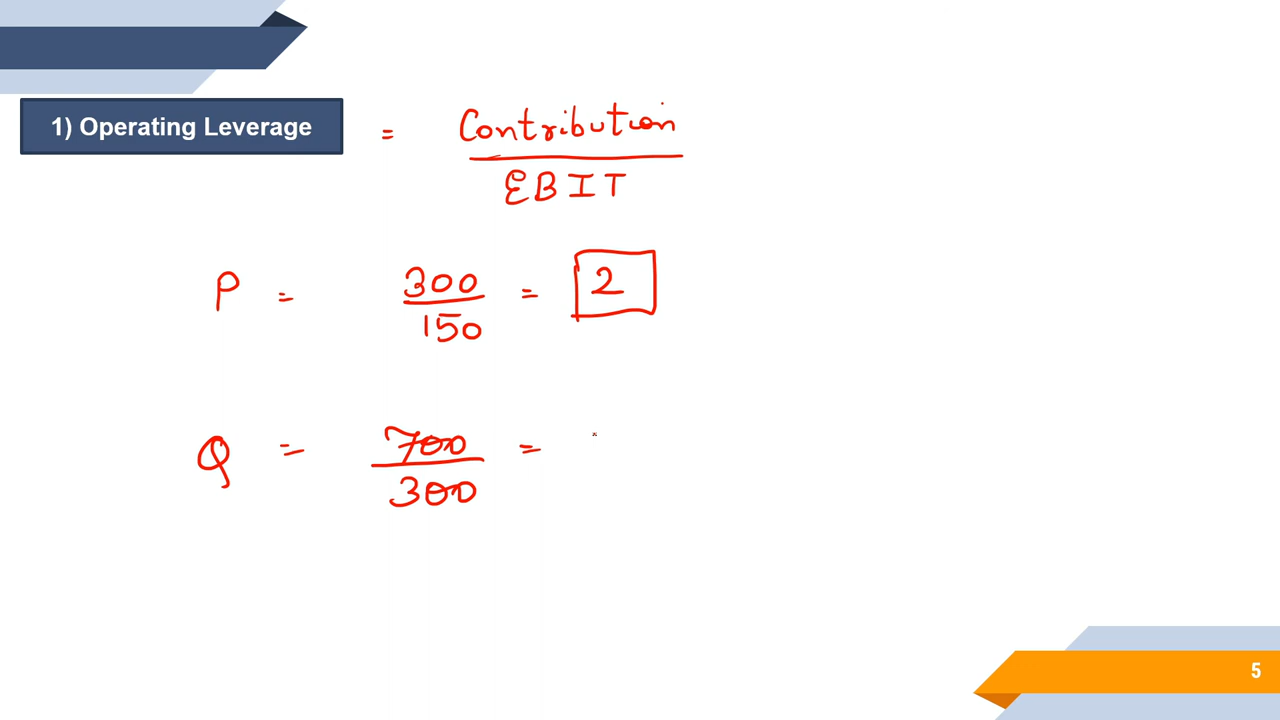 1) Operating Leverage = Contribution
EBIT
P = 300 = 2
150
Q = 700 =
300
5